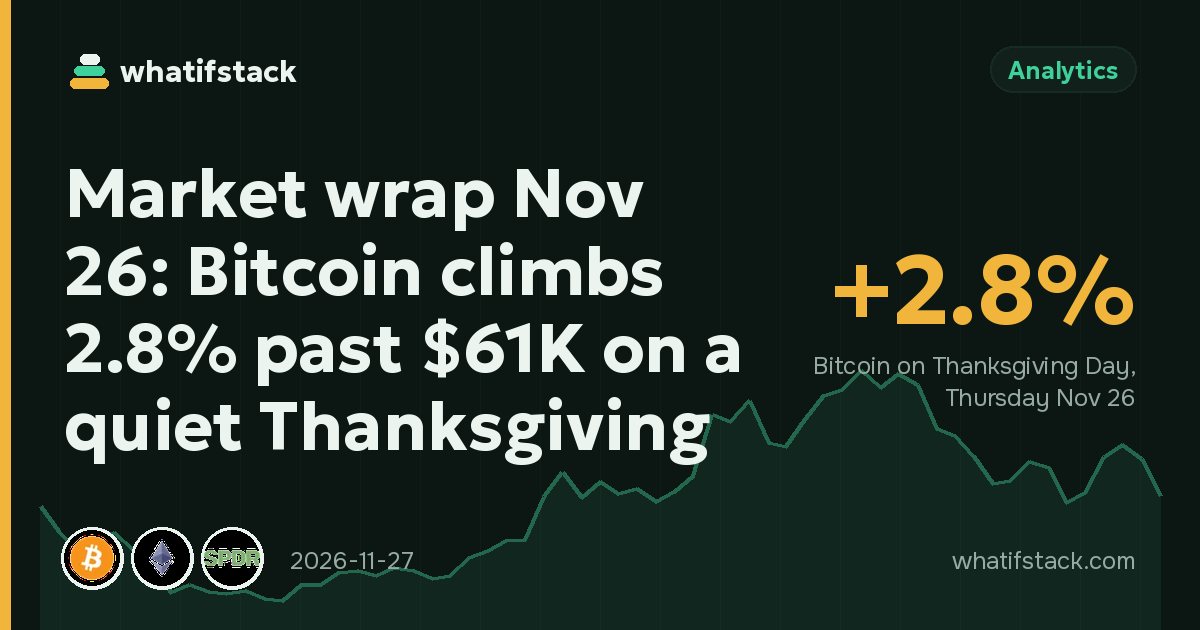 whatifstack
Analytics
Market wrap Nov
26: Bitcoin climbs
2.8% past $61K on a
quiet Thanksgiving
+2.8%
Bitcoin on Thanksgiving Day,
Thursday Nov 26
SPDR
2026-11-27
whatifstack.com